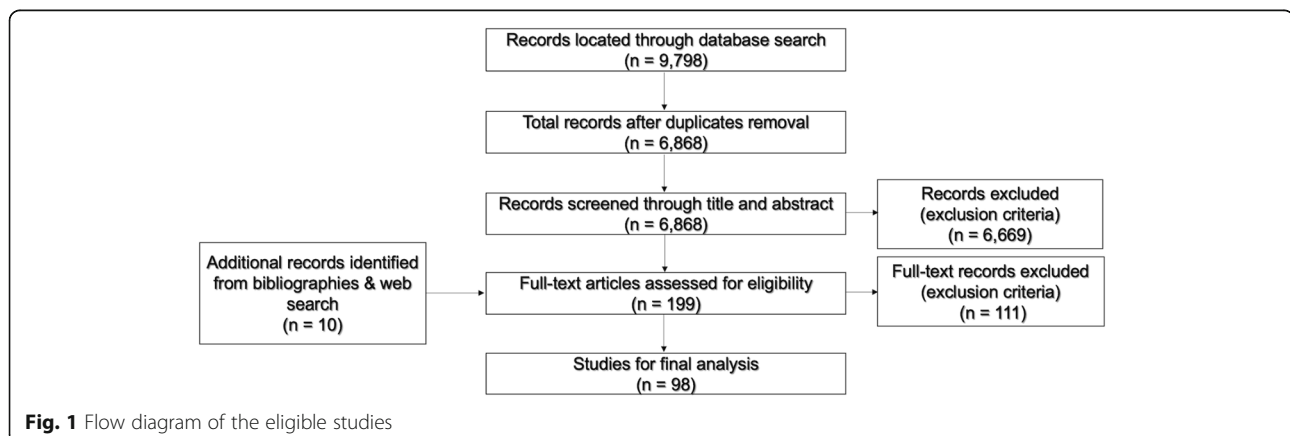 Records located through database search
(n = 9,798)
Total records after duplicates removal
(n = 6,868)
Records screened through title and abstract
(n = 6,868)
Records excluded
(exclusion criteria)
(n = 6,669)
Additional records identified
from bibliographies & web
search
(n = 10)
Full-text articles assessed for eligibility
(n = 199)
Full-text records excluded
(exclusion criteria)
(n = 111)
Studies for final analysis
(n = 98)
Fig. 1 Flow diagram of the eligible studies